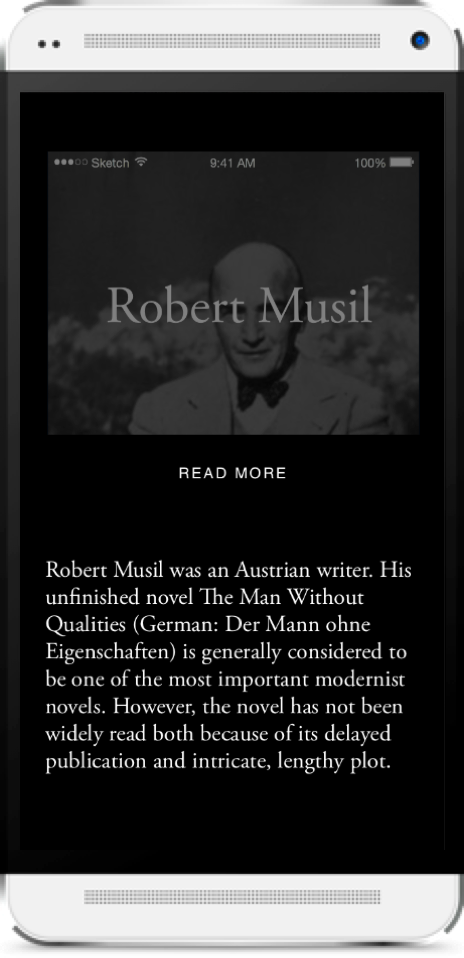 Sketch 9:41 AM 100%
Robert Musil
READ MORE
Robert Musil was an Austrian writer. His
unfinished novel The Man Without
Qualities (German: Der Mann ohne
Eigenschaften) is generally considered to
be one of the most important modernist
novels. However, the novel has not been
widely read both because of its delayed
publication and intricate, lengthy plot.